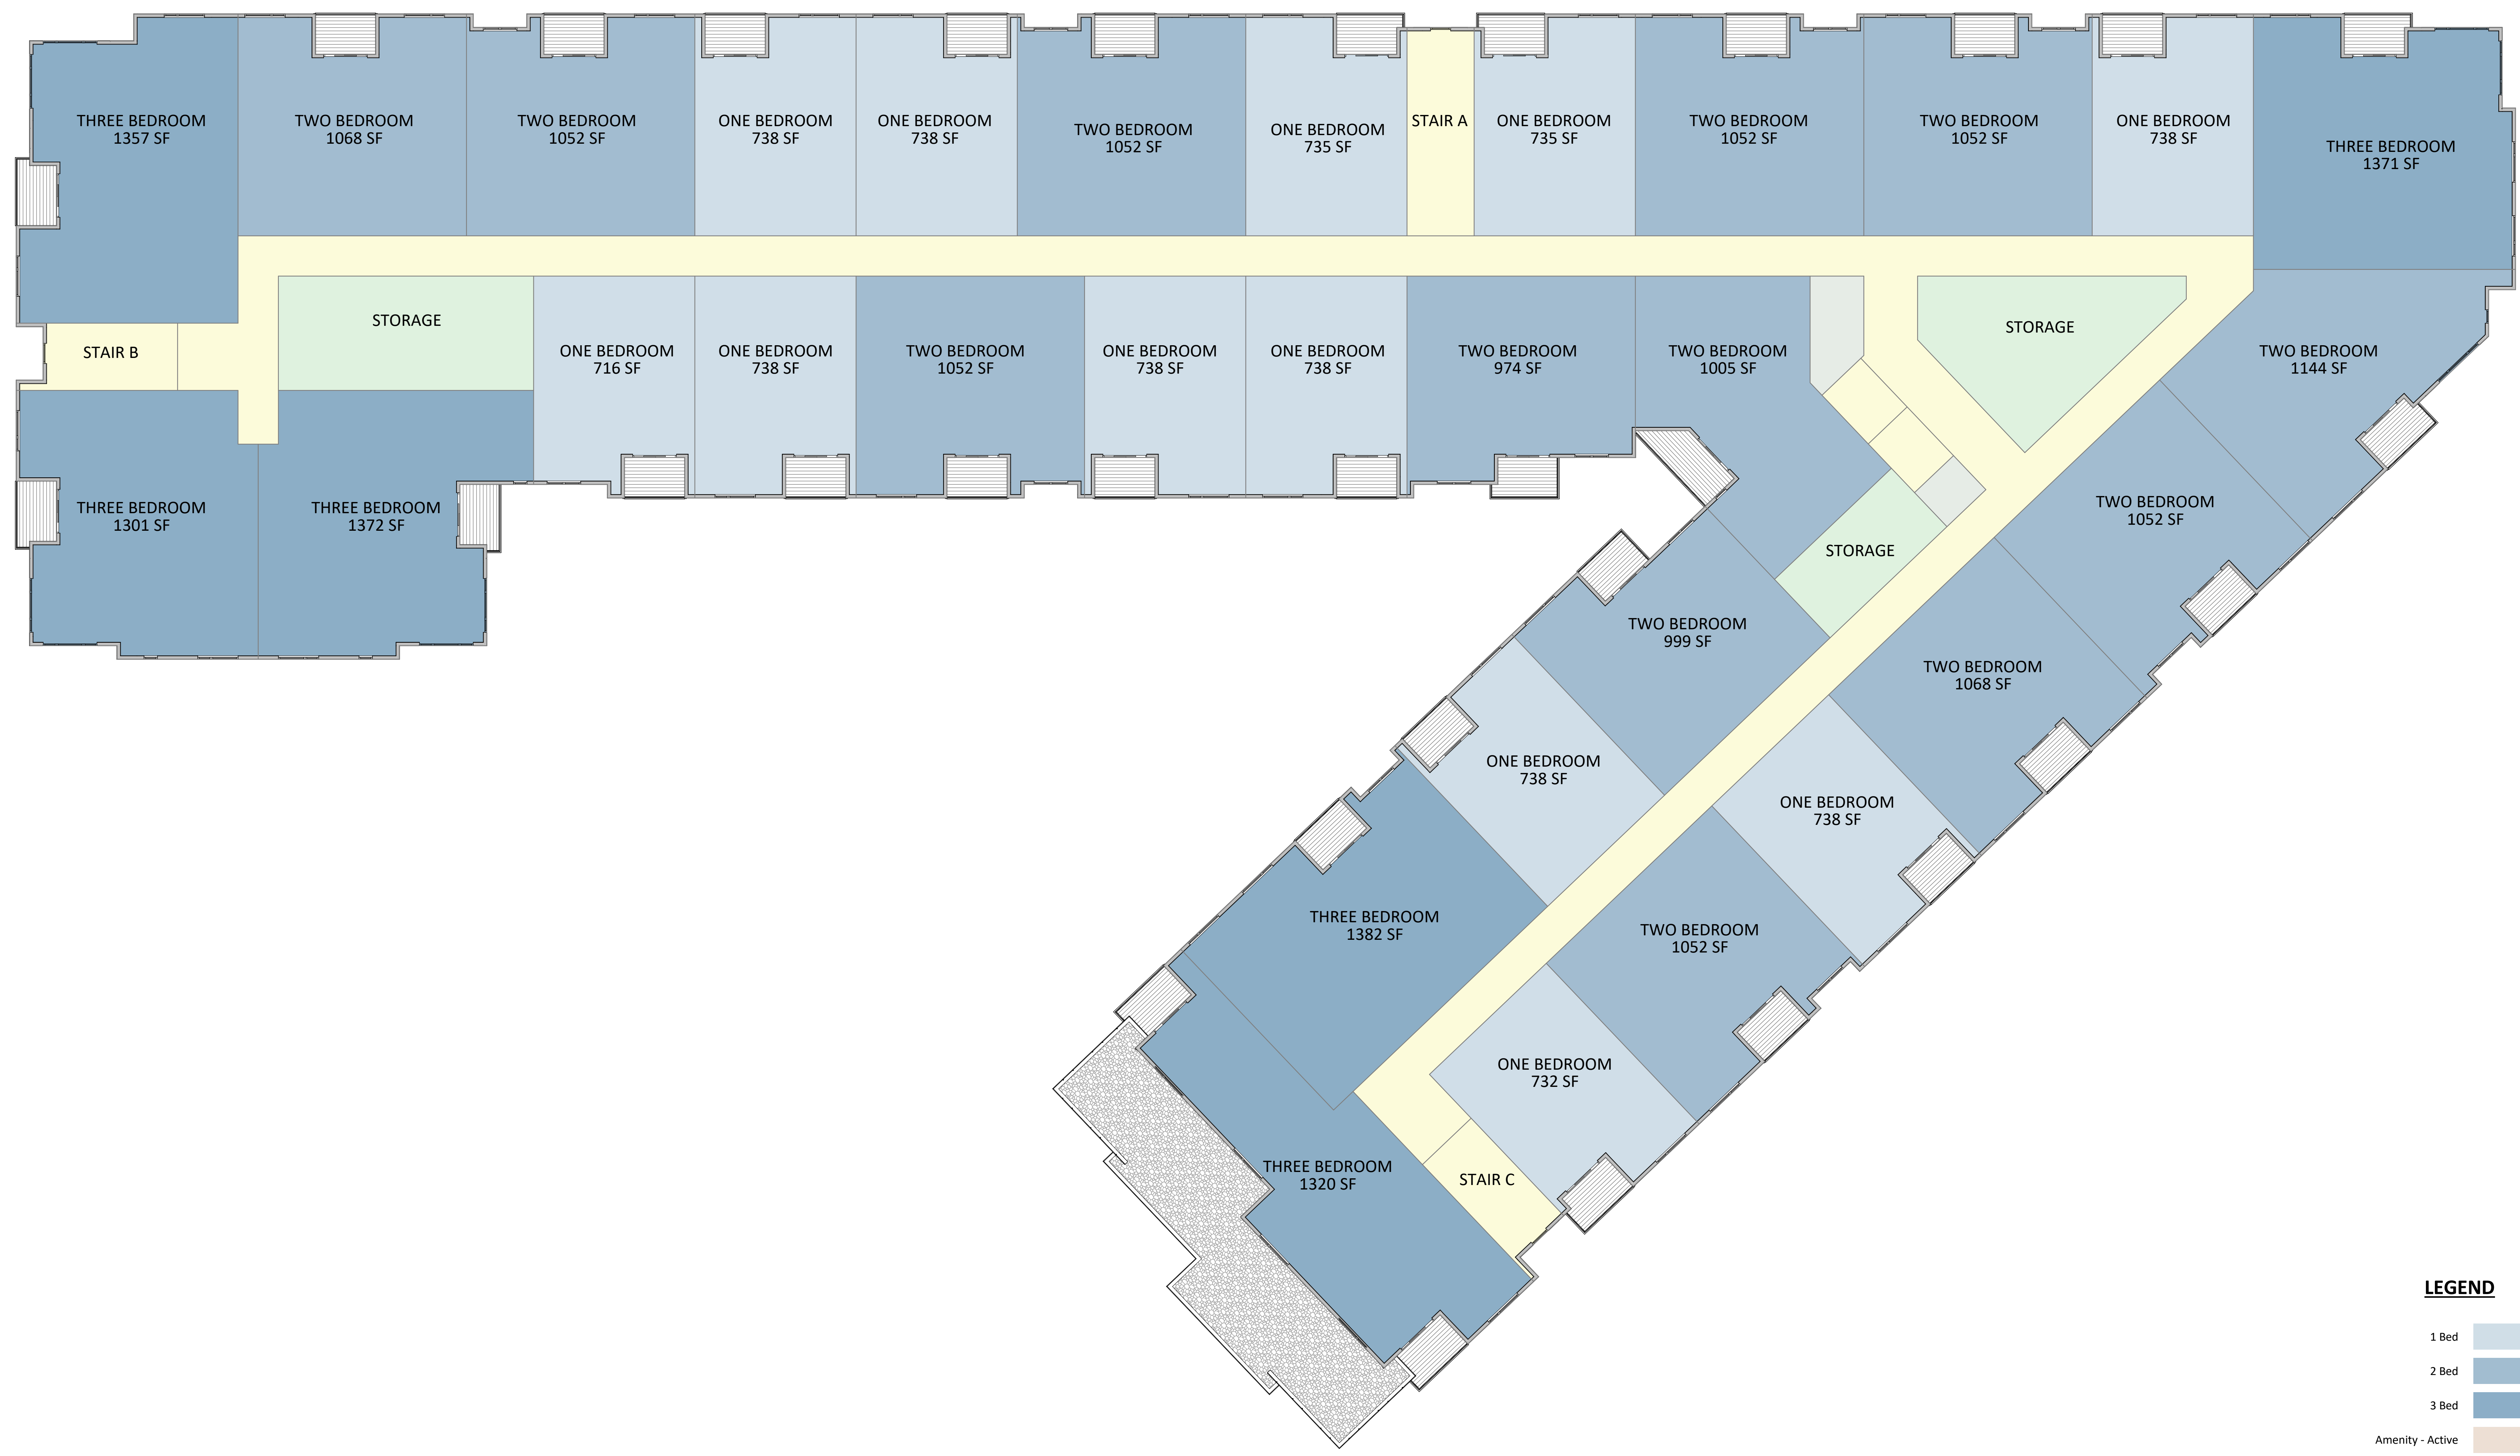 THREE BEDROOM
1357 SF
TWO BEDROOM
1068 SF
TWO BEDROOM
1052 SF
ONE BEDROOM
738 SF
ONE BEDROOM
738 SF
TWO BEDROOM
1052 SF
ONE BEDROOM
735 SF
STAIR A
ONE BEDROOM
735 SF
TWO BEDROOM
1052 SF
TWO BEDROOM
1052 SF
ONE BEDROOM
738 SF
THREE BEDROOM
1371 SF
STAIR B
STORAGE
ONE BEDROOM
716 SF
ONE BEDROOM
738 SF
TWO BEDROOM
1052 SF
ONE BEDROOM
738 SF
ONE BEDROOM
738 SF
TWO BEDROOM
974 SF
TWO BEDROOM
1005 SF
STORAGE
TWO BEDROOM
1144 SF
THREE BEDROOM
1301 SF
THREE BEDROOM
1372 SF
TWO BEDROOM
1052 SF
STORAGE
TWO BEDROOM
999 SF
TWO BEDROOM
1068 SF
ONE BEDROOM
738 SF
ONE BEDROOM
738 SF
THREE BEDROOM
1382 SF
TWO BEDROOM
1052 SF
ONE BEDROOM
732 SF
THREE BEDROOM
1320 SF
STAIR C
LEGEND
1 Bed
2 Bed
3 Bed
Amenity - Active